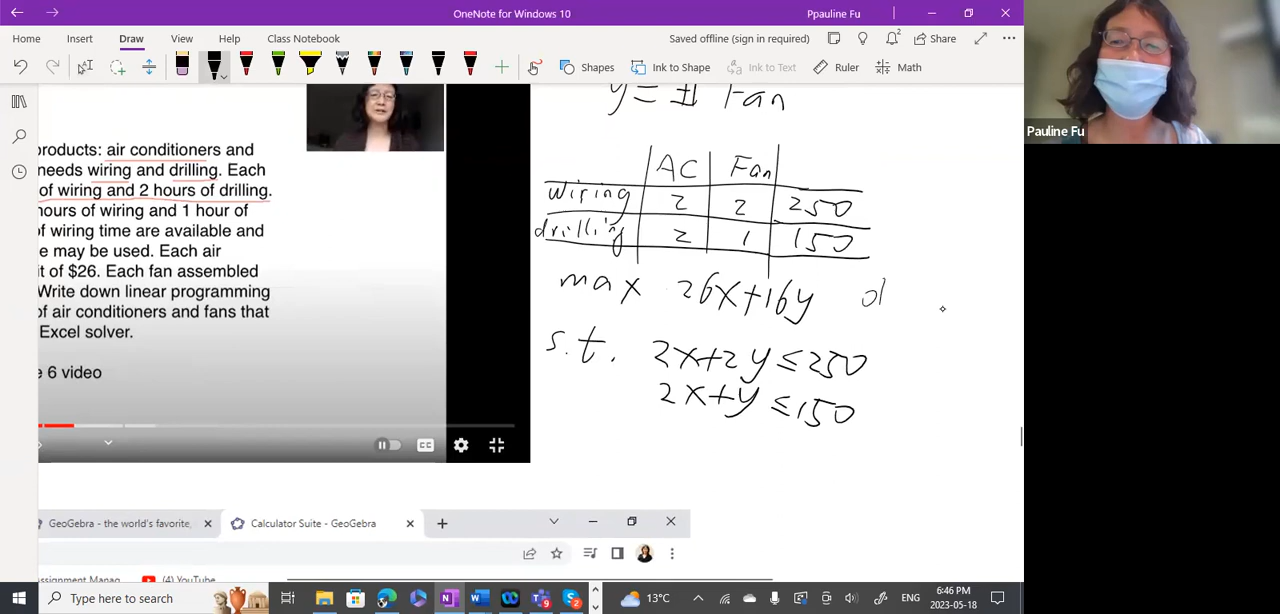 OneNote for Windows 10
Ppauline Fu
Home Insert Draw View Help Class Notebook
Saved offline (sign in required)
Share
Shapes
Ink to Shape
Ink to Text
Ruler
Math
Pauline Fu
y = # Fan
products: air conditioners and
needs wiring and drilling. Each
of wiring and 2 hours of drilling.
hours of wiring and 1 hour of
of wiring time are available and
e may be used. Each air
it of $26. Each fan assembled
Write down linear programming
of air conditioners and fans that
Excel solver.
e 6 video
CC
AC Fan
Wiring 2 2 250
drilling 2 1 150
max 26x+16y
s.t. 2x+2y ≤ 250
2x+y ≤ 150
GeoGebra - the world's favorite,
Calculator Suite - GeoGebra
assignment Manag
(4) YouTube
Type here to search
13°C
ENG
6:46 PM
2023-05-18